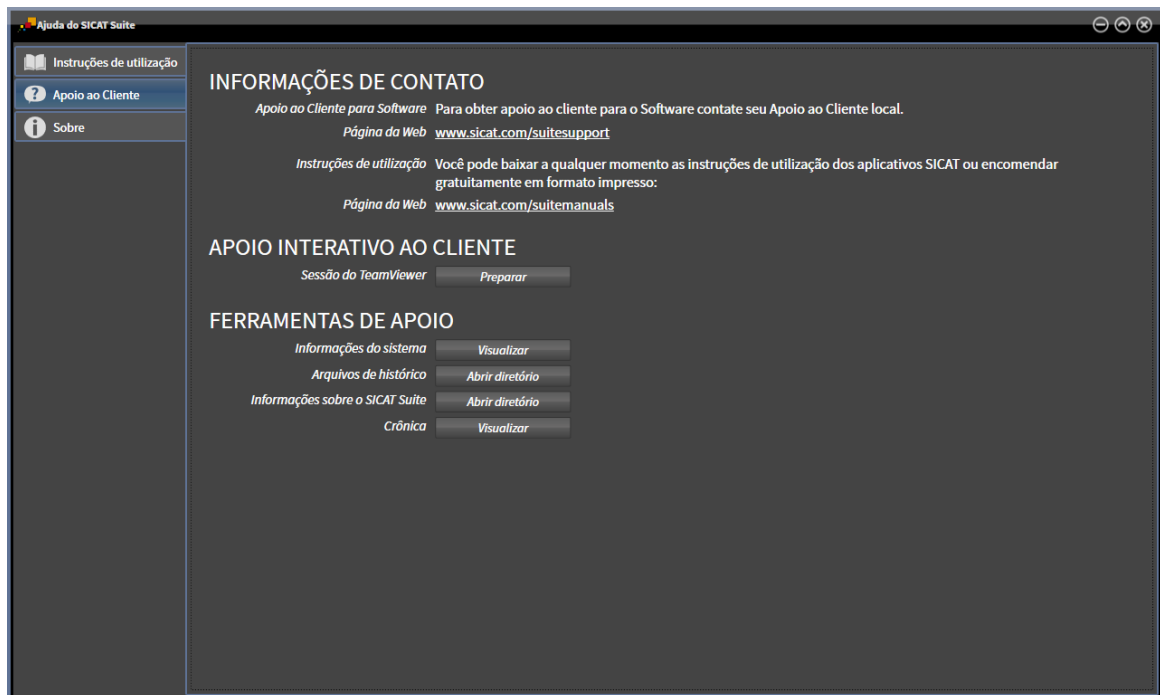 Ajuda do SICAT Suite
Instruções de utilização
Apoio ao Cliente
Sobre
INFORMAÇÕES DE CONTATO
Apoio ao Cliente para Software Para obter apoio ao cliente para o Software contate seu Apoio ao Cliente local.
Página da Web www.sicat.com/suitesupport
Instruções de utilização Você pode baixar a qualquer momento as instruções de utilização dos aplicativos SICAT ou encomendar
gratuitamente em formato impresso:
Página da Web www.sicat.com/suitemanuals
APOIO INTERATIVO AO CLIENTE
Sessão do TeamViewer Preparar
FERRAMENTAS DE APOIO
Informações do sistema Visualizar
Arquivos de histórico Abrir diretório
Informações sobre o SICAT Suite Abrir diretório
Crônica Visualizar